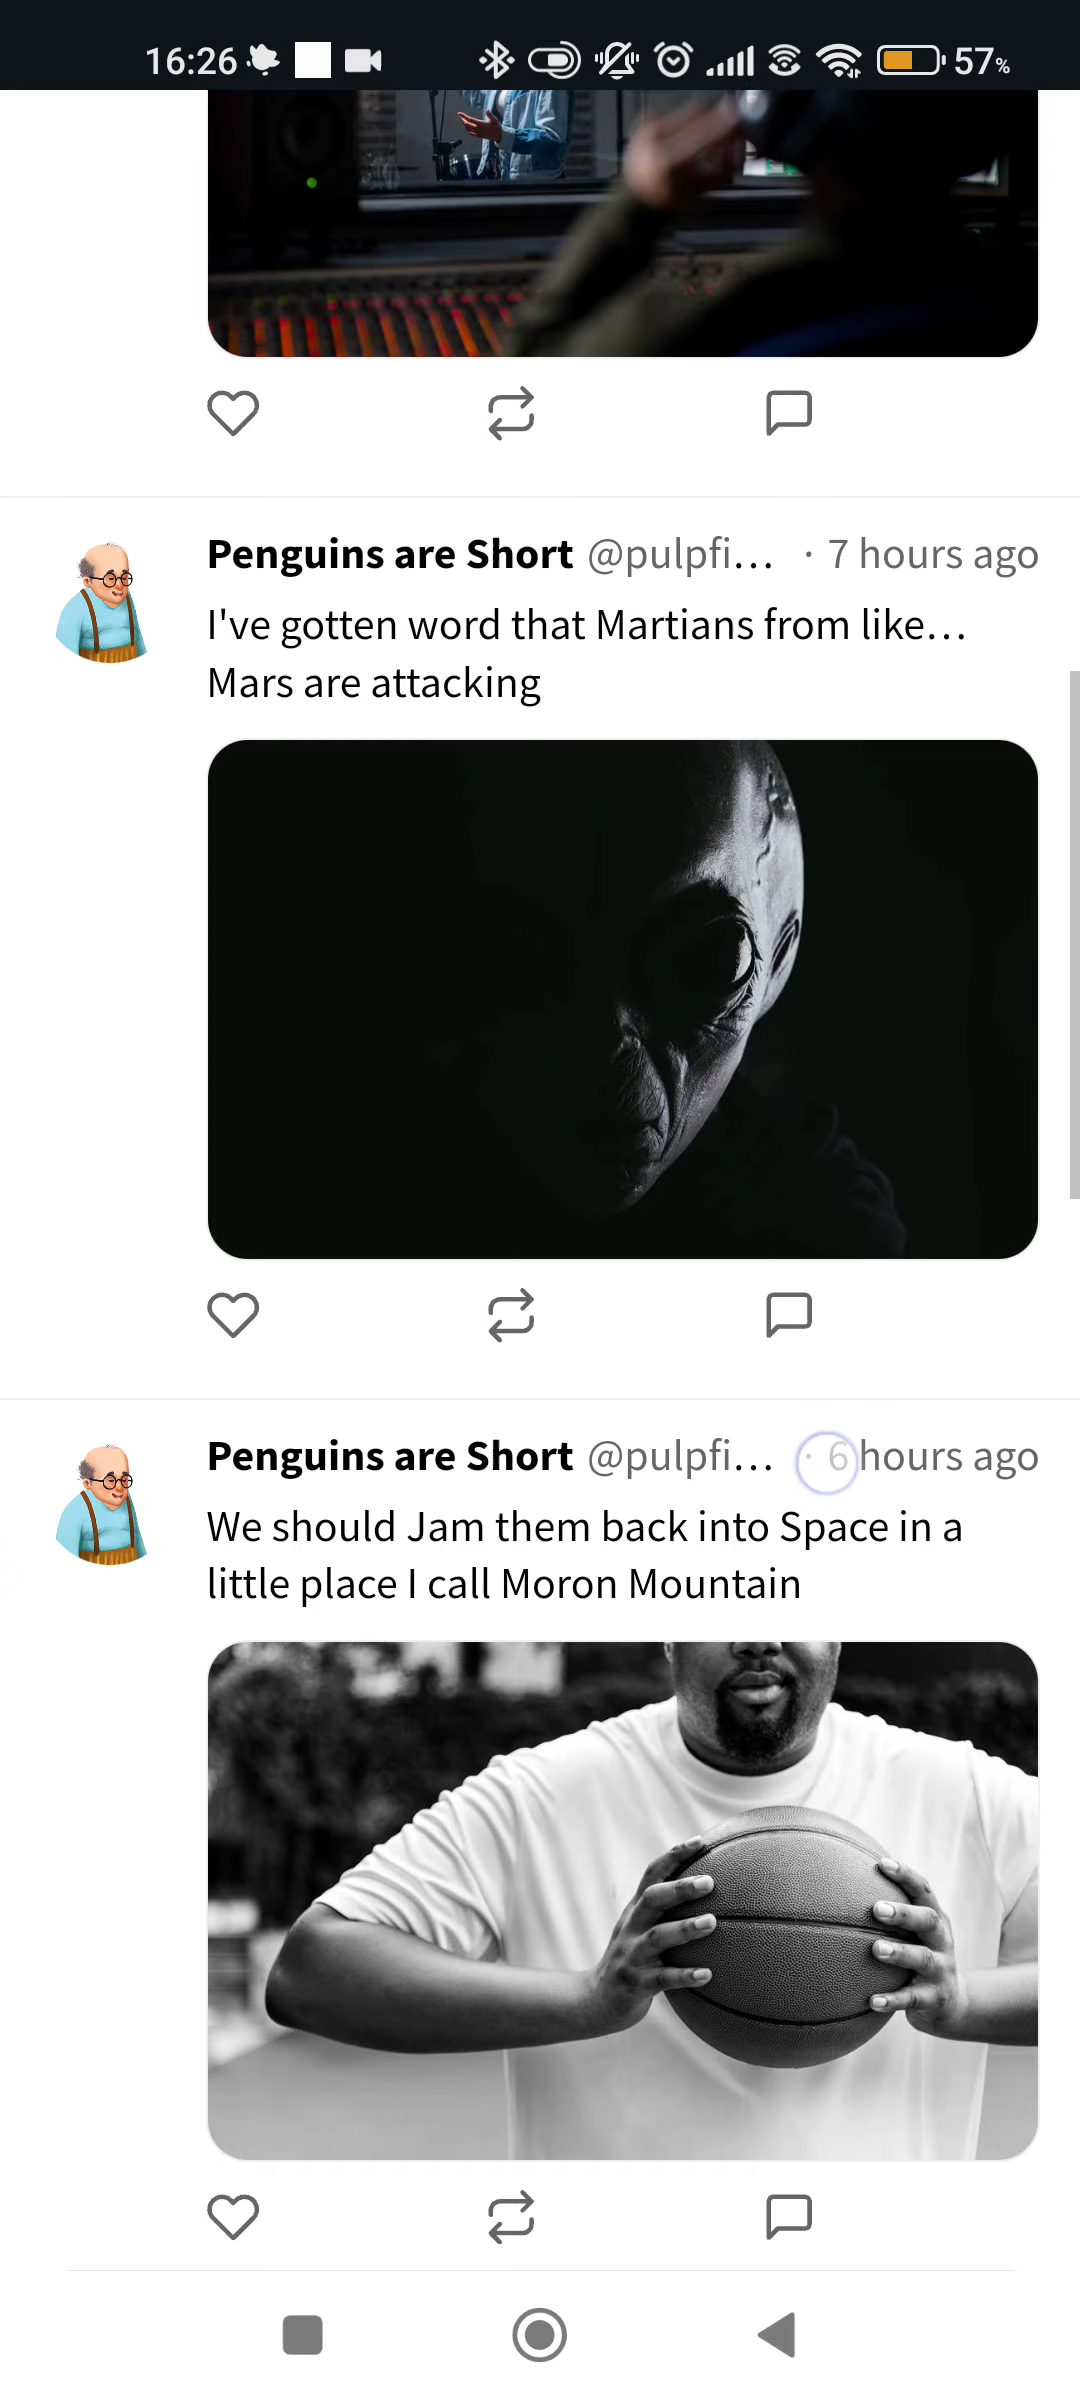 16:26 57%
Penguins are Short @pulpfi... · 7 hours ago
I've gotten word that Martians from like...
Mars are attacking
Penguins are Short @pulpfi... · 6 hours ago
We should Jam them back into Space in a
little place I call Moron Mountain